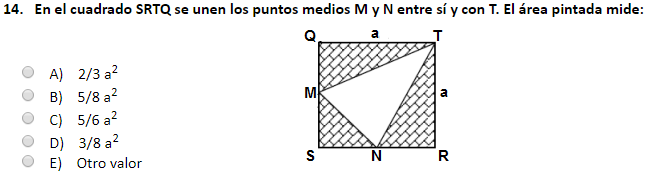 14. En el cuadrado SRTQ se unen los puntos medios M y N entre sí y con T. El área pintada mide:
Q a T
A) 2/3 a²
M a
B) 5/8 a²
C) 5/6 a²
D) 3/8 a²
S N R
E) Otro valor